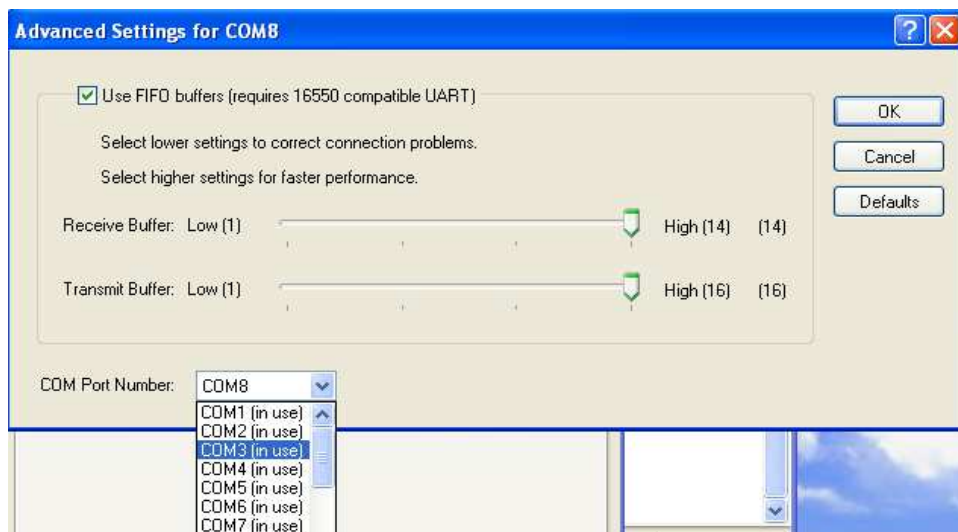 Advanced Settings for COM8
Use FIFO buffers (requires 16550 compatible UART)
OK
Select lower settings to correct connection problems.
Cancel
Select higher settings for faster performance.
Defaults
Receive Buffer: Low (1) High (14) (14)
Transmit Buffer: Low (1) High (16) (16)
COM Port Number: COM8
COM1 (in use)
COM2 (in use)
COM3 (in use)
COM4 (in use)
COM5 (in use)
COM6 (in use)
COM7 (in use)